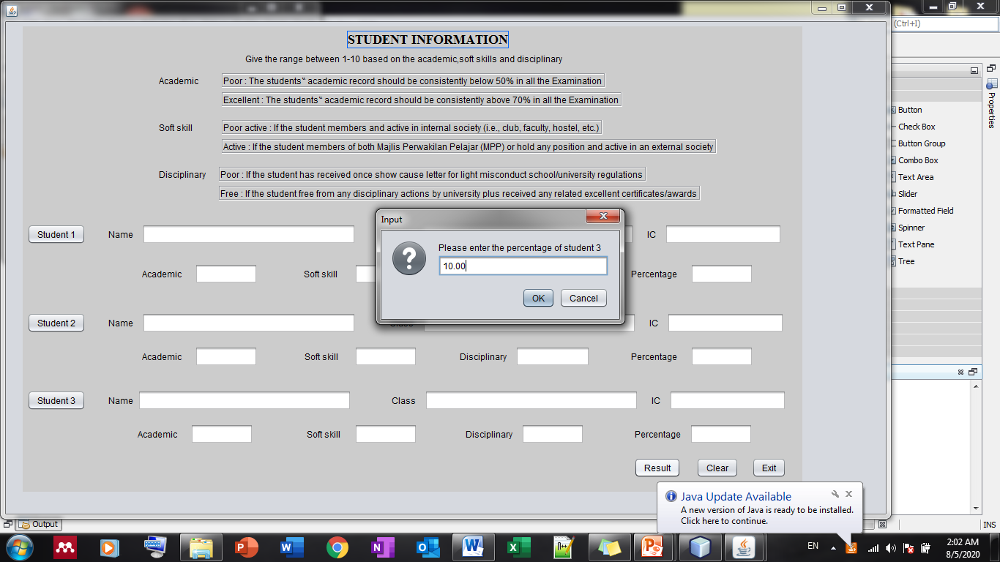 STUDENT INFORMATION
(Ctrl+I)
Give the range between 1-10 based on the academic,soft skills and disciplinary
Academic
Poor : The students‟ academic record should be consistently below 50% in all the Examination
Excellent : The students‟ academic record should be consistently above 70% in all the Examination
Soft skill
Poor active : If the student members and active in internal society (i.e., club, faculty, hostel, etc.)
Active : If the student members of both Majlis Perwakilan Pelajar (MPP) or hold any position and active in an external society
Disciplinary
Poor : If the student has received once show cause letter for light misconduct school/university regulations
Free : If the student free from any disciplinary actions by university plus received any related excellent certificates/awards
Input
Please enter the percentage of student 3
10.00
OK Cancel
Student 1 Name IC
Academic Soft skill Percentage
Student 2 Name Class IC
Academic Soft skill Disciplinary Percentage
Student 3 Name Class IC
Academic Soft skill Disciplinary Percentage
Result Clear Exit
Properties
Button
Check Box
Button Group
Combo Box
Text Area
Slider
Formatted Field
Spinner
Text Pane
Tree
Java Update Available
A new version of Java is ready to be installed.
Click here to continue.
Output
INS
EN
2:02 AM
8/5/2020